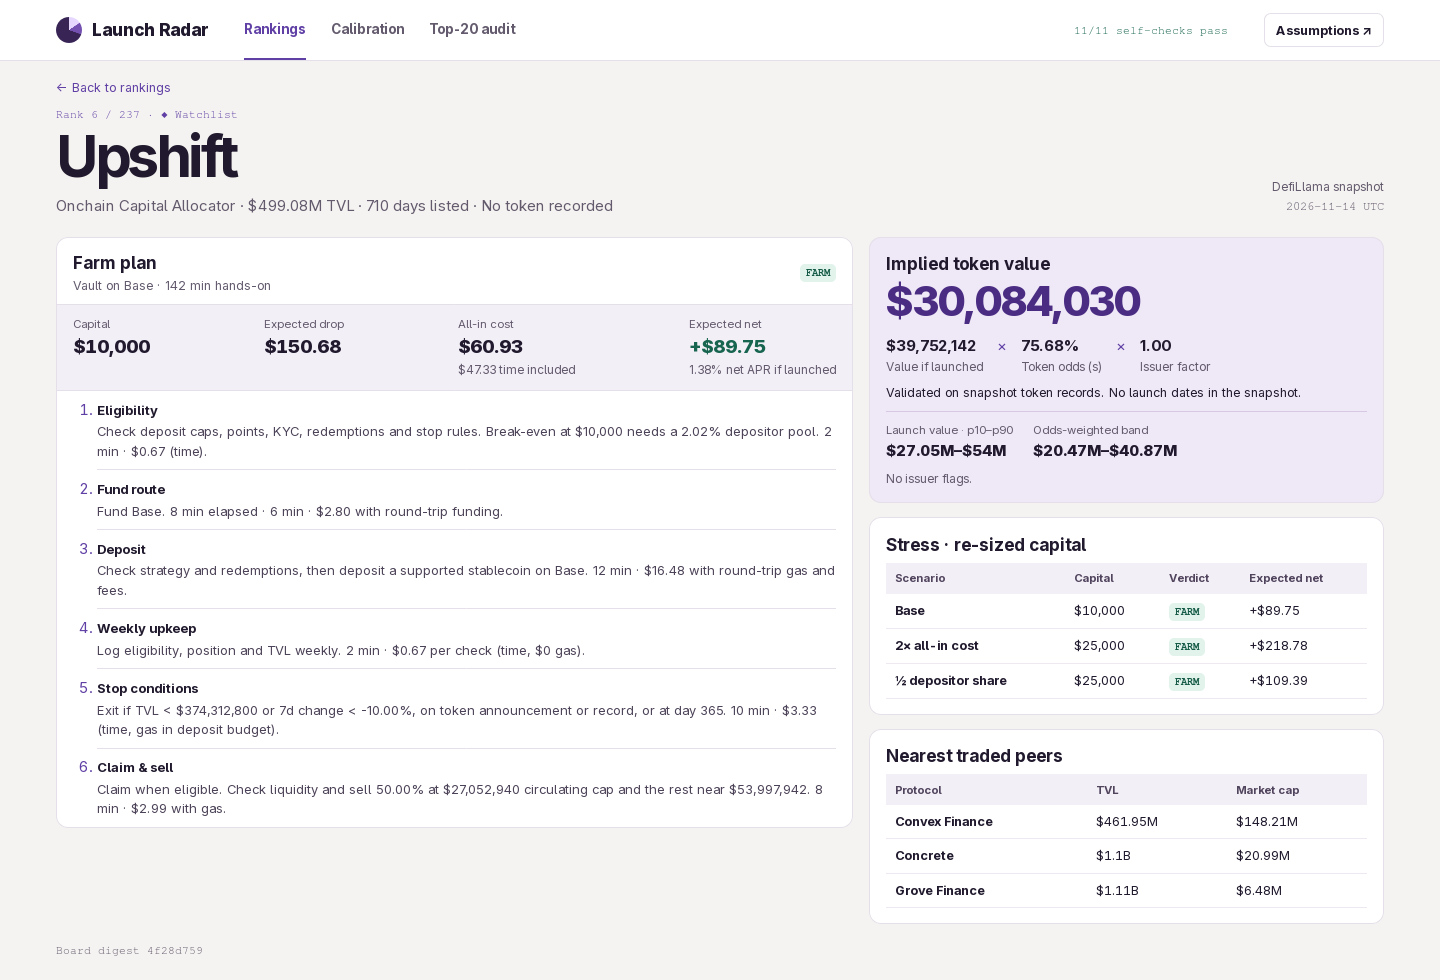 Launch Radar
Rankings
Calibration
Top-20 audit
11/11 self-checks pass
Assumptions ↗
← Back to rankings
Rank 6 / 237 · ◆ Watchlist
Upshift
Onchain Capital Allocator · $499.08M TVL · 710 days listed · No token recorded
DefiLlama snapshot
2026-11-14 UTC
Farm plan
Vault on Base · 142 min hands-on
FARM
Capital
$10,000
Expected drop
$150.68
All-in cost
$60.93
$47.33 time included
Expected net
+$89.75
1.38% net APR if launched
1. Eligibility
Check deposit caps, points, KYC, redemptions and stop rules. Break-even at $10,000 needs a 2.02% depositor pool. 2
min · $0.67 (time).
2. Fund route
Fund Base. 8 min elapsed · 6 min · $2.80 with round-trip funding.
3. Deposit
Check strategy and redemptions, then deposit a supported stablecoin on Base. 12 min · $16.48 with round-trip gas and
fees.
4. Weekly upkeep
Log eligibility, position and TVL weekly. 2 min · $0.67 per check (time, $0 gas).
5. Stop conditions
Exit if TVL < $374,312,800 or 7d change < -10.00%, on token announcement or record, or at day 365. 10 min · $3.33
(time, gas in deposit budget).
6. Claim & sell
Claim when eligible. Check liquidity and sell 50.00% at $27,052,940 circulating cap and the rest near $53,997,942. 8
min · $2.99 with gas.
Implied token value
$30,084,030
$39,752,142 × 75.68% × 1.00
Value if launched Token odds (s) Issuer factor
Validated on snapshot token records. No launch dates in the snapshot.
Launch value · p10–p90 Odds-weighted band
$27.05M–$54M $20.47M–$40.87M
No issuer flags.
Stress · re-sized capital
Scenario Capital Verdict Expected net
Base $10,000 FARM +$89.75
2× all-in cost $25,000 FARM +$218.78
½ depositor share $25,000 FARM +$109.39
Nearest traded peers
Protocol TVL Market cap
Convex Finance $461.95M $148.21M
Concrete $1.1B $20.99M
Grove Finance $1.11B $6.48M
Board digest 4f28d759